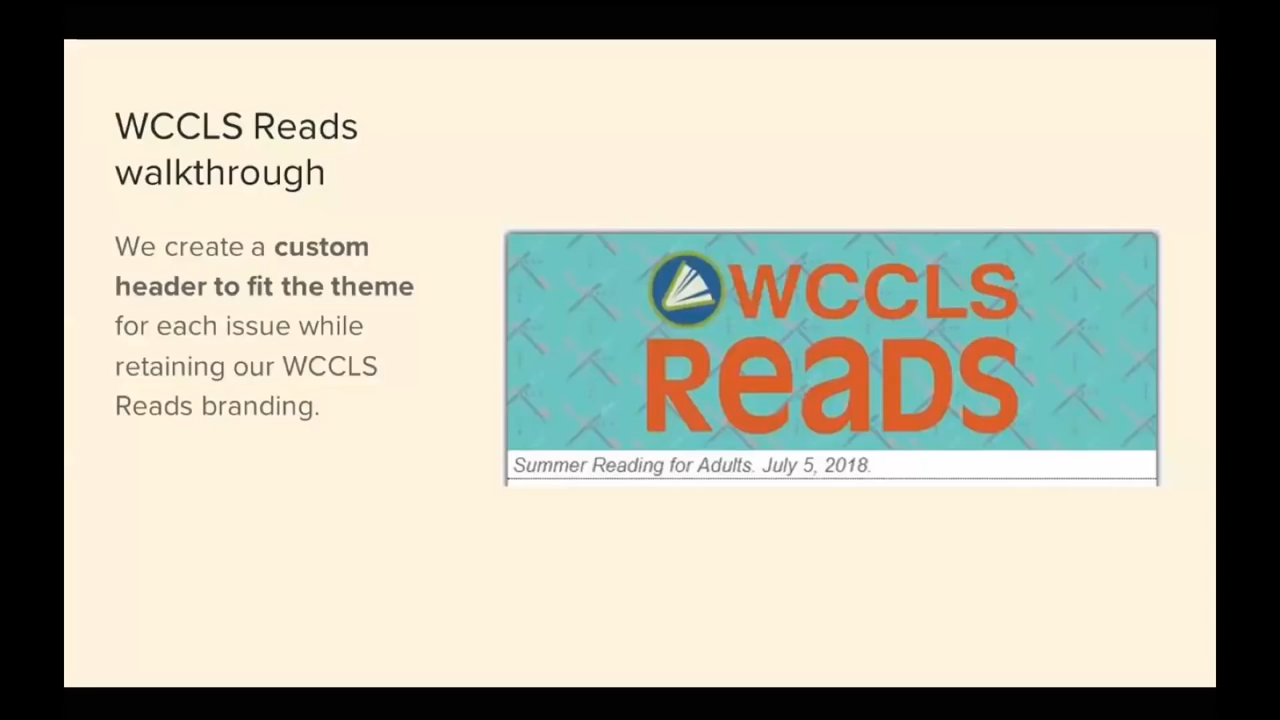 WCCLS Reads
walkthrough
We create a custom
header to fit the theme
for each issue while
retaining our WCCLS
Reads branding.
WCCLS
ReaDS
Summer Reading for Adults. July 5, 2018.